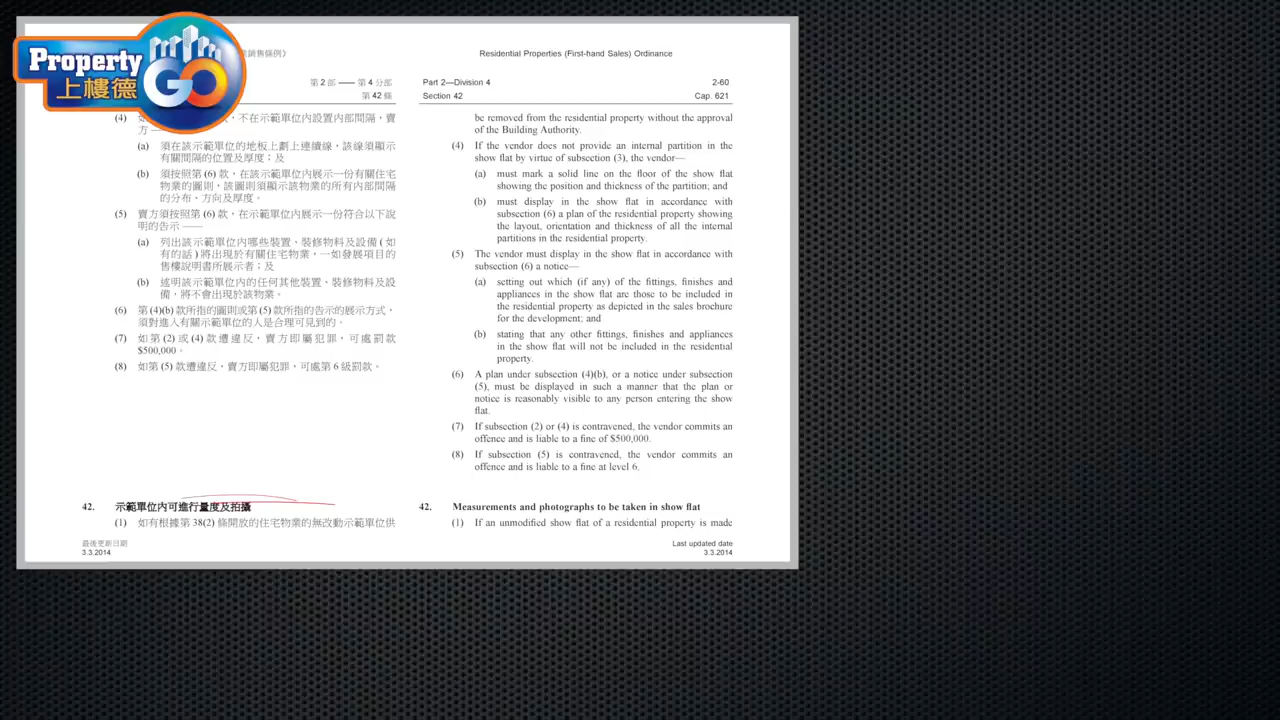 Property
上樓德
GO
銷售條例》
第 2 部 —— 第 4 分部
第 42 條
不在示範單位內設置內部間隔，賣
方 ——
(a) 須在該示範單位的地板上劃上連續線，該線須顯示
有關間隔的位置及厚度；及
(b) 須按照第 (6) 款，在該示範單位內展示一份有關住宅
物業的圖則，該圖則須顯示該物業的所有內部間隔
的分布、方向及厚度。
(5) 賣方須按照第 (6) 款，在示範單位內展示一份符合以下說
明的告示 ——
(a) 列出該示範單位內哪些裝置、裝修物料及設備 ( 如
有的話 ) 將出現於有關住宅物業，一如發展項目的
售樓說明書所展示者；及
(b) 述明該示範單位內的任何其他裝置、裝修物料及設
備，將不會出現於該物業。
(6) 第 (4)(b) 款所指的圖則或第 (5) 款所指的告示的展示方式，
須對進入有關示範單位的人是合理可見到的。
(7) 如第 (2) 或 (4) 款遭違反，賣方即屬犯罪，可處罰款
$500,000。
(8) 如第 (5) 款遭違反，賣方即屬犯罪，可處第 6 級罰款。
42. 示範單位內可進行量度及拍攝
(1) 如有根據第 38(2) 條開放的住宅物業的無改動示範單位供
最後更新日期
3.3.2014
Residential Properties (First-hand Sales) Ordinance
Part 2—Division 4 2-60
Section 42 Cap. 621
be removed from the residential property without the approval
of the Building Authority.
(4) If the vendor does not provide an internal partition in the
show flat by virtue of subsection (3), the vendor—
(a) must mark a solid line on the floor of the show flat
showing the position and thickness of the partition; and
(b) must display in the show flat in accordance with
subsection (6) a plan of the residential property showing
the layout, orientation and thickness of all the internal
partitions in the residential property.
(5) The vendor must display in the show flat in accordance with
subsection (6) a notice—
(a) setting out which (if any) of the fittings, finishes and
appliances in the show flat are those to be included in
the residential property as depicted in the sales brochure
for the development; and
(b) stating that any other fittings, finishes and appliances
in the show flat will not be included in the residential
property.
(6) A plan under subsection (4)(b), or a notice under subsection
(5), must be displayed in such a manner that the plan or
notice is reasonably visible to any person entering the show
flat.
(7) If subsection (2) or (4) is contravened, the vendor commits an
offence and is liable to a fine of $500,000.
(8) If subsection (5) is contravened, the vendor commits an
offence and is liable to a fine at level 6.
42. Measurements and photographs to be taken in show flat
(1) If an unmodified show flat of a residential property is made
Last updated date
3.3.2014